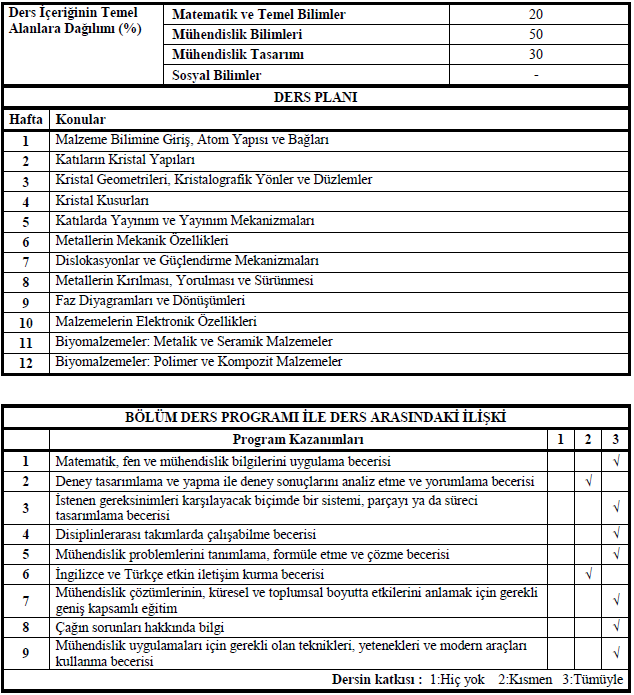 Ders İçeriğinin Temel Alanlara Dağılımı (%)
Matematik ve Temel Bilimler 20
Mühendislik Bilimleri 50
Mühendislik Tasarımı 30
Sosyal Bilimler -
DERS PLANI
Hafta Konular
1 Malzeme Bilimine Giriş, Atom Yapısı ve Bağları
2 Katıların Kristal Yapıları
3 Kristal Geometrileri, Kristalografik Yönler ve Düzlemler
4 Kristal Kusurları
5 Katılarda Yayınım ve Yayınım Mekanizmaları
6 Metallerin Mekanik Özellikleri
7 Dislokasyonlar ve Güçlendirme Mekanizmaları
8 Metallerin Kırılması, Yorulması ve Sürünmesi
9 Faz Diyagramları ve Dönüşümleri
10 Malzemelerin Elektronik Özellikleri
11 Biyomalzemeler: Metalik ve Seramik Malzemeler
12 Biyomalzemeler: Polimer ve Kompozit Malzemeler
BÖLÜM DERS PROGRAMI İLE DERS ARASINDAKİ İLİŞKİ
Program Kazanımları 1 2 3
1 Matematik, fen ve mühendislik bilgilerini uygulama becerisi √
2 Deney tasarımlama ve yapma ile deney sonuçlarını analiz etme ve yorumlama becerisi √
3 İstenen gereksinimleri karşılayacak biçimde bir sistemi, parçayı ya da süreci
tasarımlama becerisi √
4 Disiplinlerarası takımlarda çalışabilme becerisi √
5 Mühendislik problemlerini tanımlama, formüle etme ve çözme becerisi √
6 İngilizce ve Türkçe etkin iletişim kurma becerisi √
7 Mühendislik çözümlerinin, küresel ve toplumsal boyutta etkilerini anlamak için gerekli
geniş kapsamlı eğitim √
8 Çağın sorunları hakkında bilgi √
9 Mühendislik uygulamaları için gerekli olan teknikleri, yetenekleri ve modern araçları
kullanma becerisi √
Dersin katkısı : 1:Hiç yok 2:Kısmen 3:Tümüyle